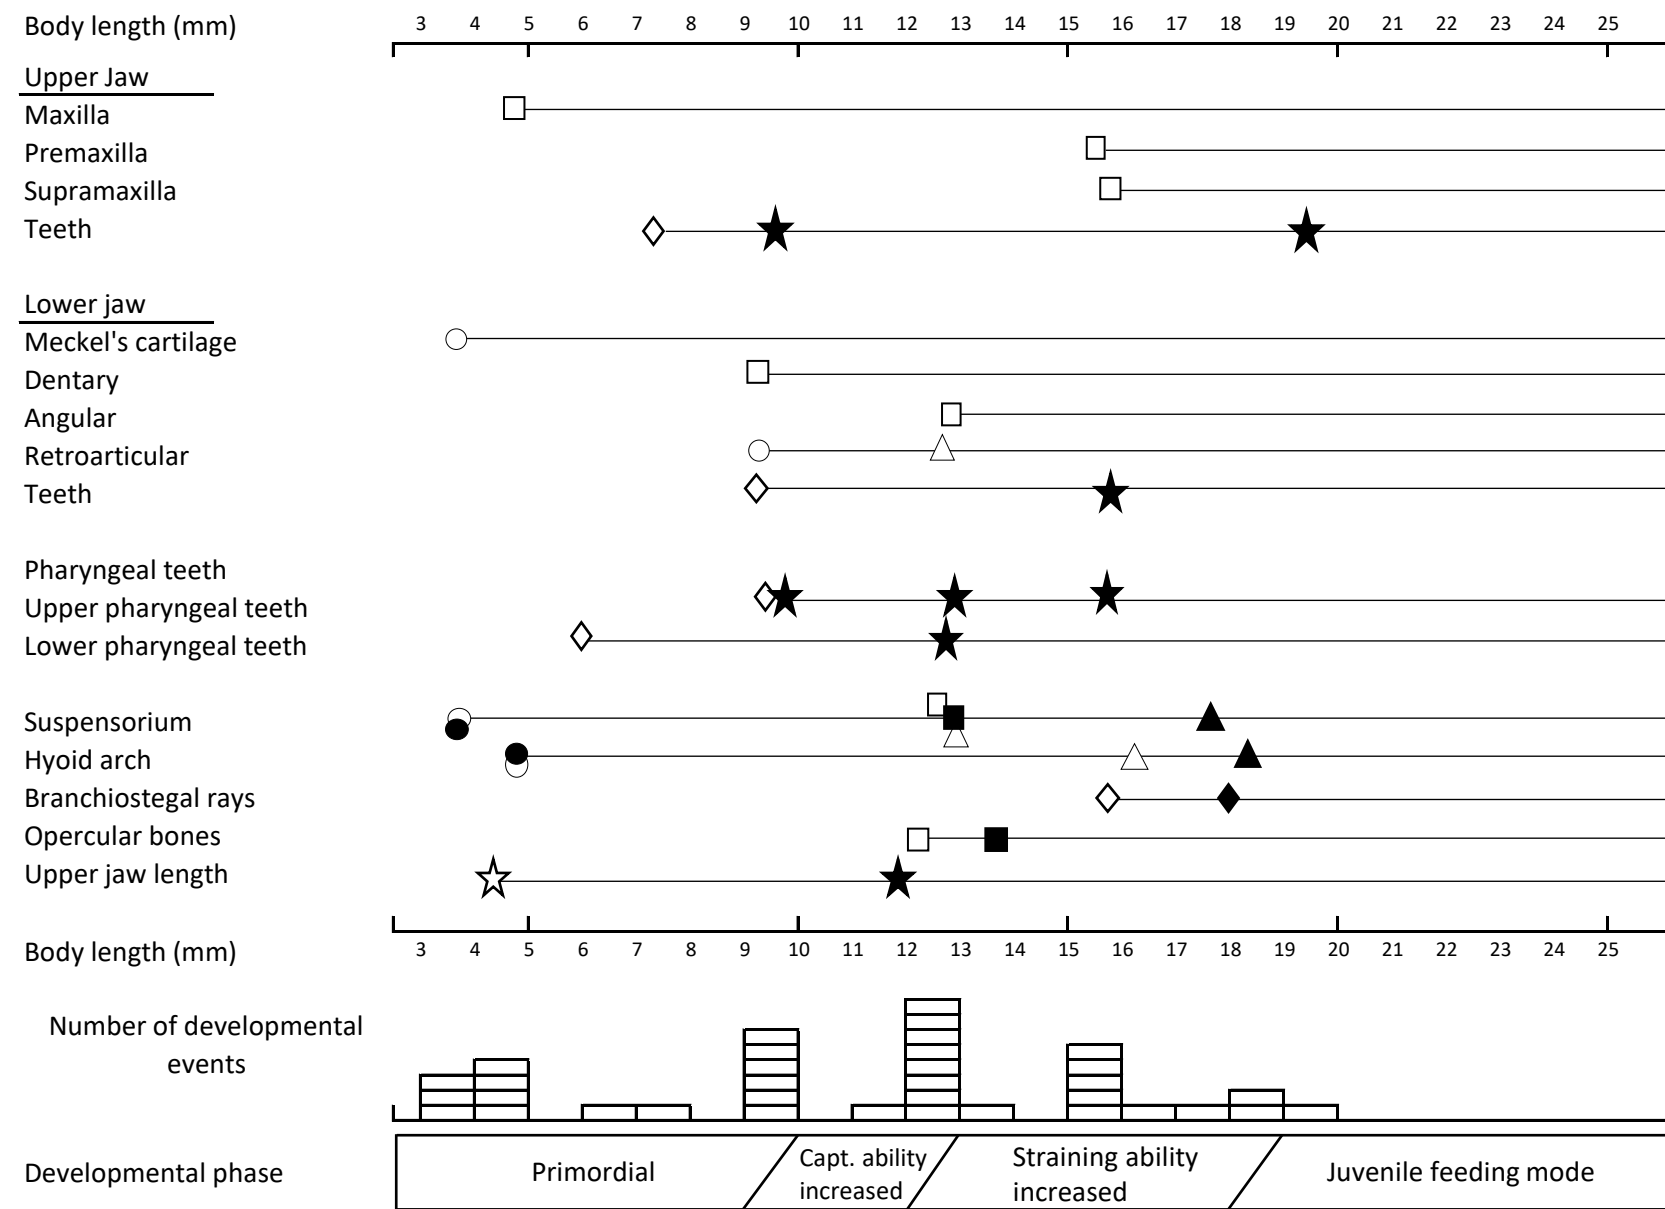 Body length (mm) 3 4 5 6 7 8 9 10 11 12 13 14 15 16 17 18 19 20 21 22 23 24 25
Upper Jaw
Maxilla
Premaxilla
Supramaxilla
Teeth
Lower jaw
Meckel's cartilage
Dentary
Angular
Retroarticular
Teeth
Pharyngeal teeth
Upper pharyngeal teeth
Lower pharyngeal teeth
Suspensorium
Hyoid arch
Branchiostegal rays
Opercular bones
Upper jaw length
Body length (mm) 3 4 5 6 7 8 9 10 11 12 13 14 15 16 17 18 19 20 21 22 23 24 25
Number of developmental
events
Developmental phase
Primordial
Capt. ability
increased
Straining ability
increased
Juvenile feeding mode